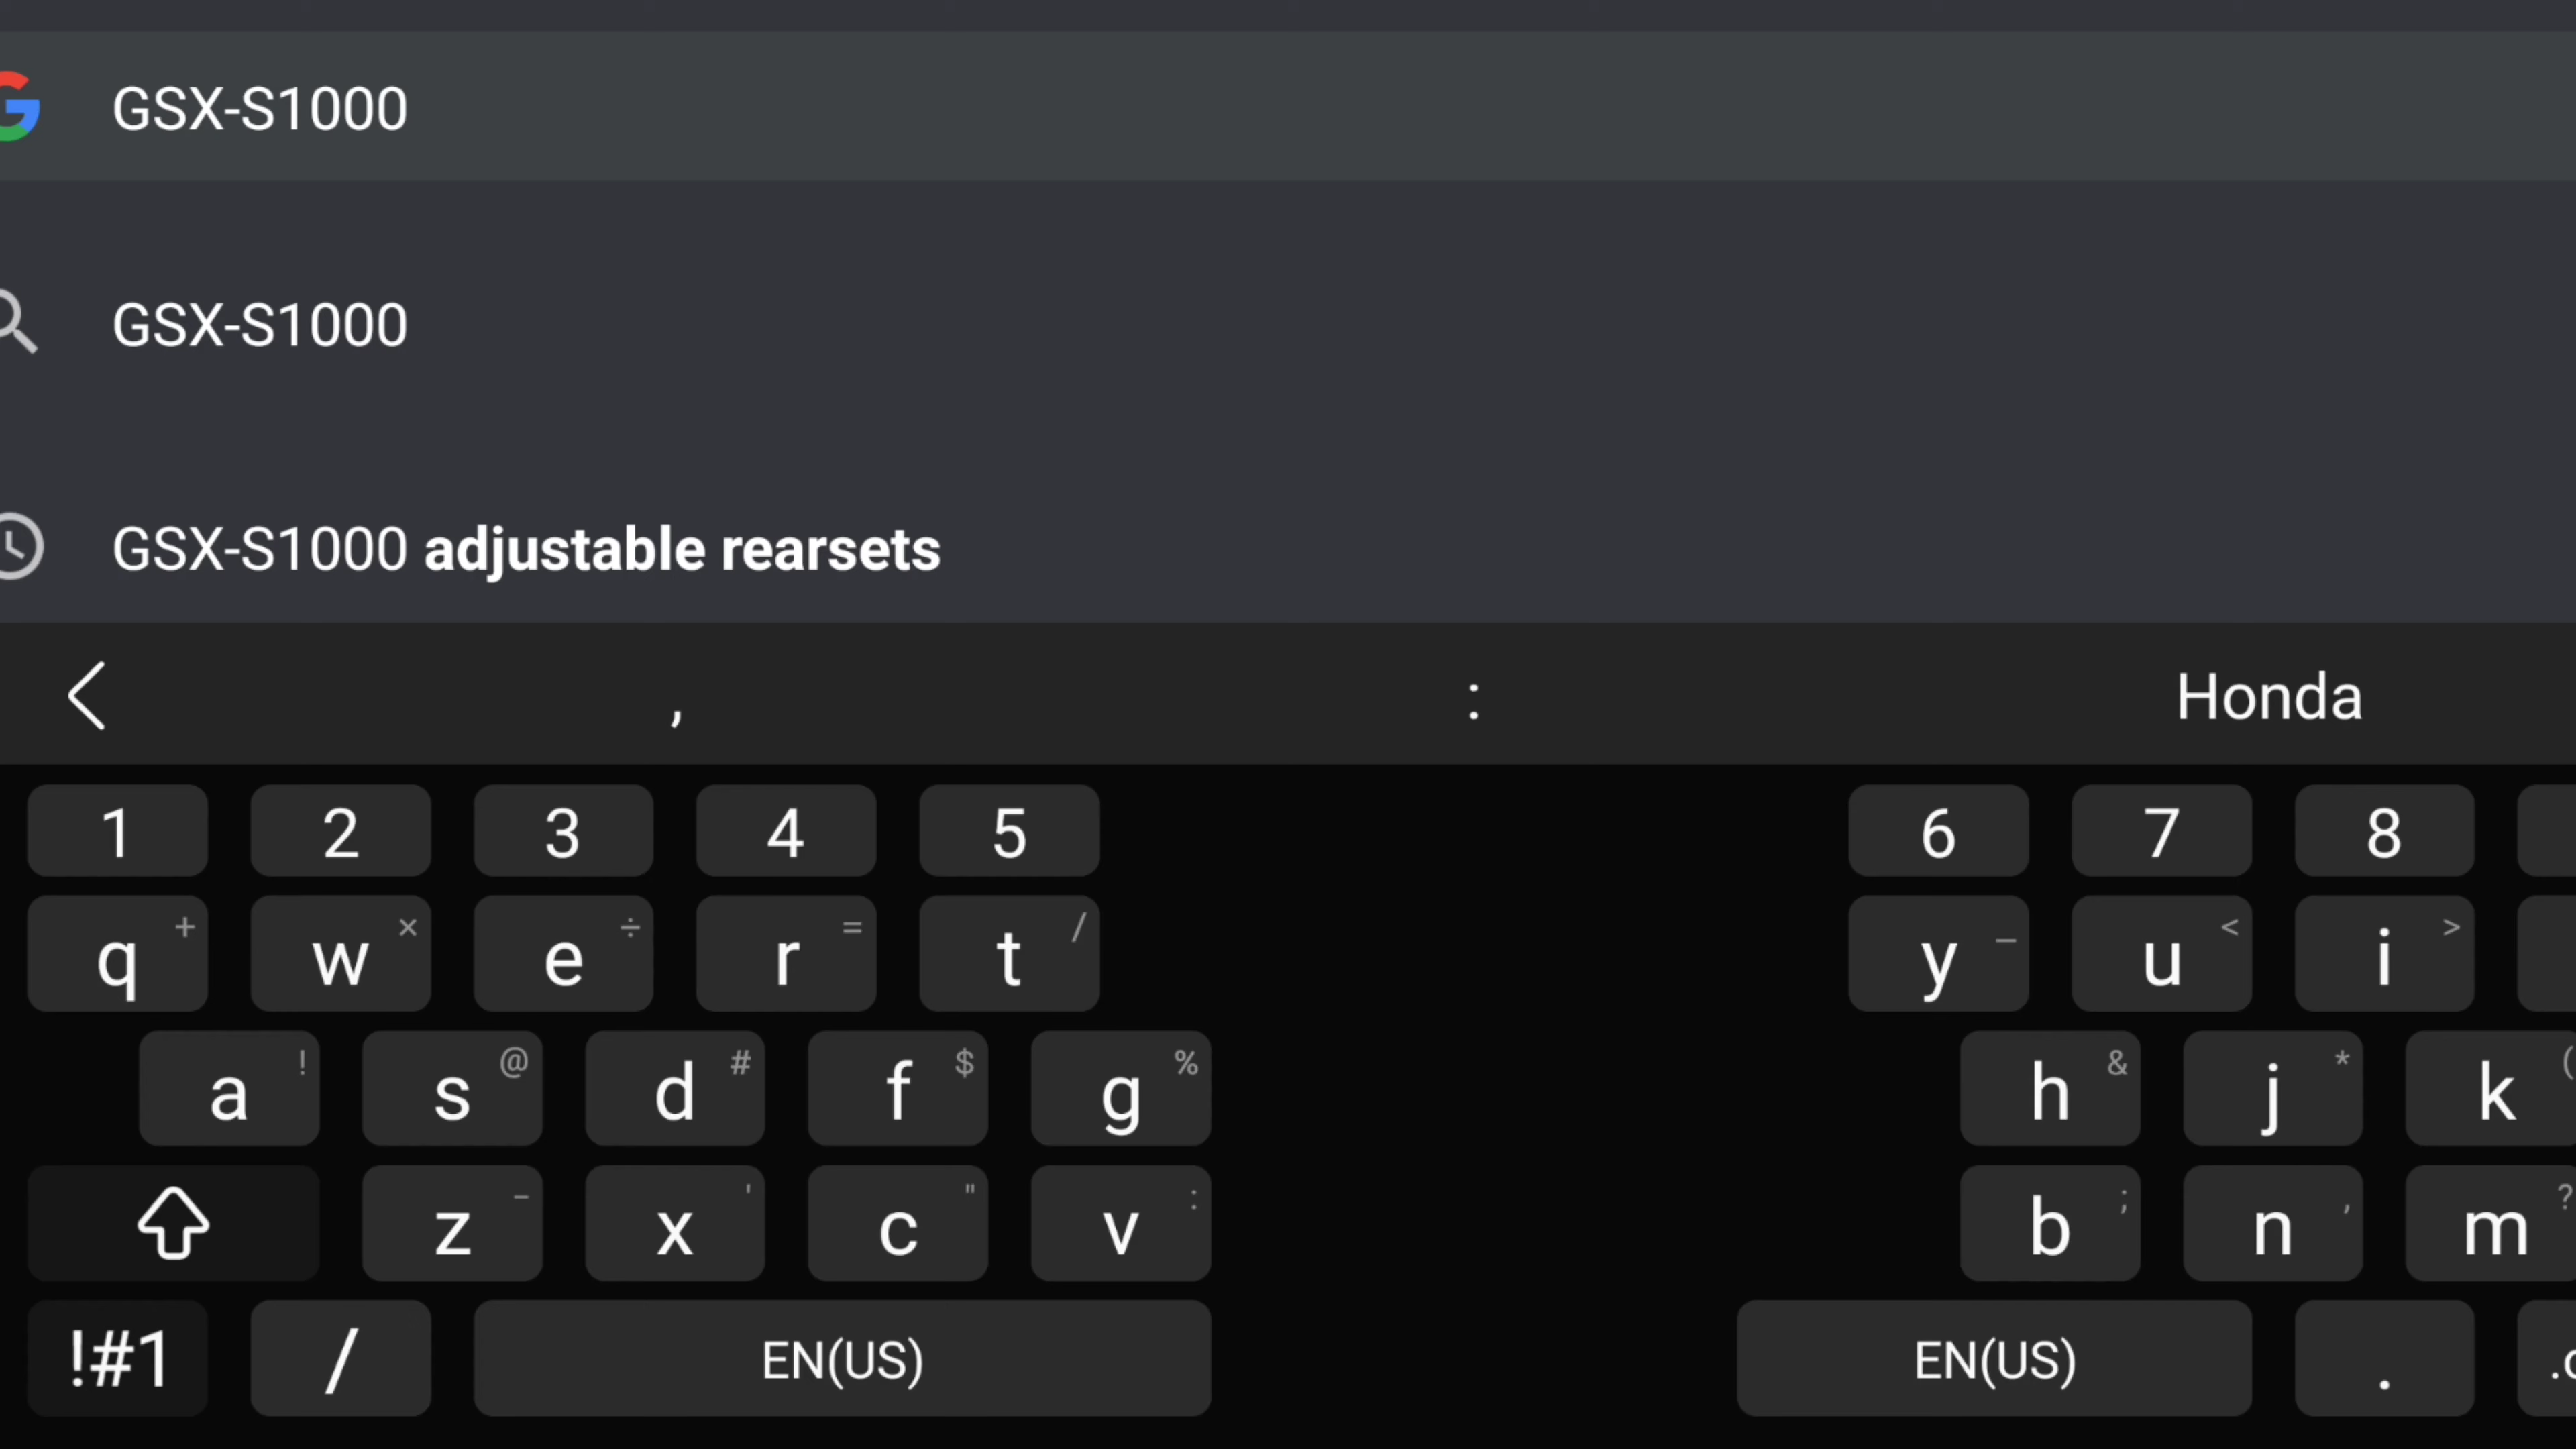 GSX-S1000
GSX-S1000
GSX-S1000 adjustable rearsets
, : Honda
1 2 3 4 5 6 7 8
q + w × e ÷ r = t / y _ u < i >
a ! s @ d # f $ g % h & j * k (
z - x ' c " v : b ; n , m ?
!#1 / EN(US) EN(US) .